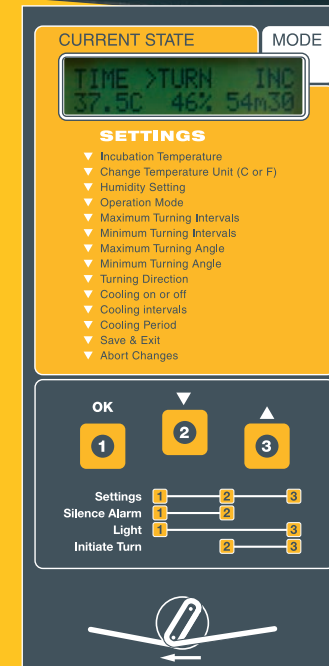 CURRENT STATE
MODE
TIME >TURN INC
37.5C 46% 54m30
SETTINGS
▼ Incubation Temperature
▼ Change Temperature Unit (C or F)
▼ Humidity Setting
▼ Operation Mode
▼ Maximum Turning Intervals
▼ Minimum Turning Intervals
▼ Maximum Turning Angle
▼ Minimum Turning Angle
▼ Turning Direction
▼ Cooling on or off
▼ Cooling intervals
▼ Cooling Period
▼ Save & Exit
▼ Abort Changes
OK ▼ ▲
1 2 3
Settings 1 2 3
Silence Alarm 1 2
Light 1 3
Initiate Turn 2 3